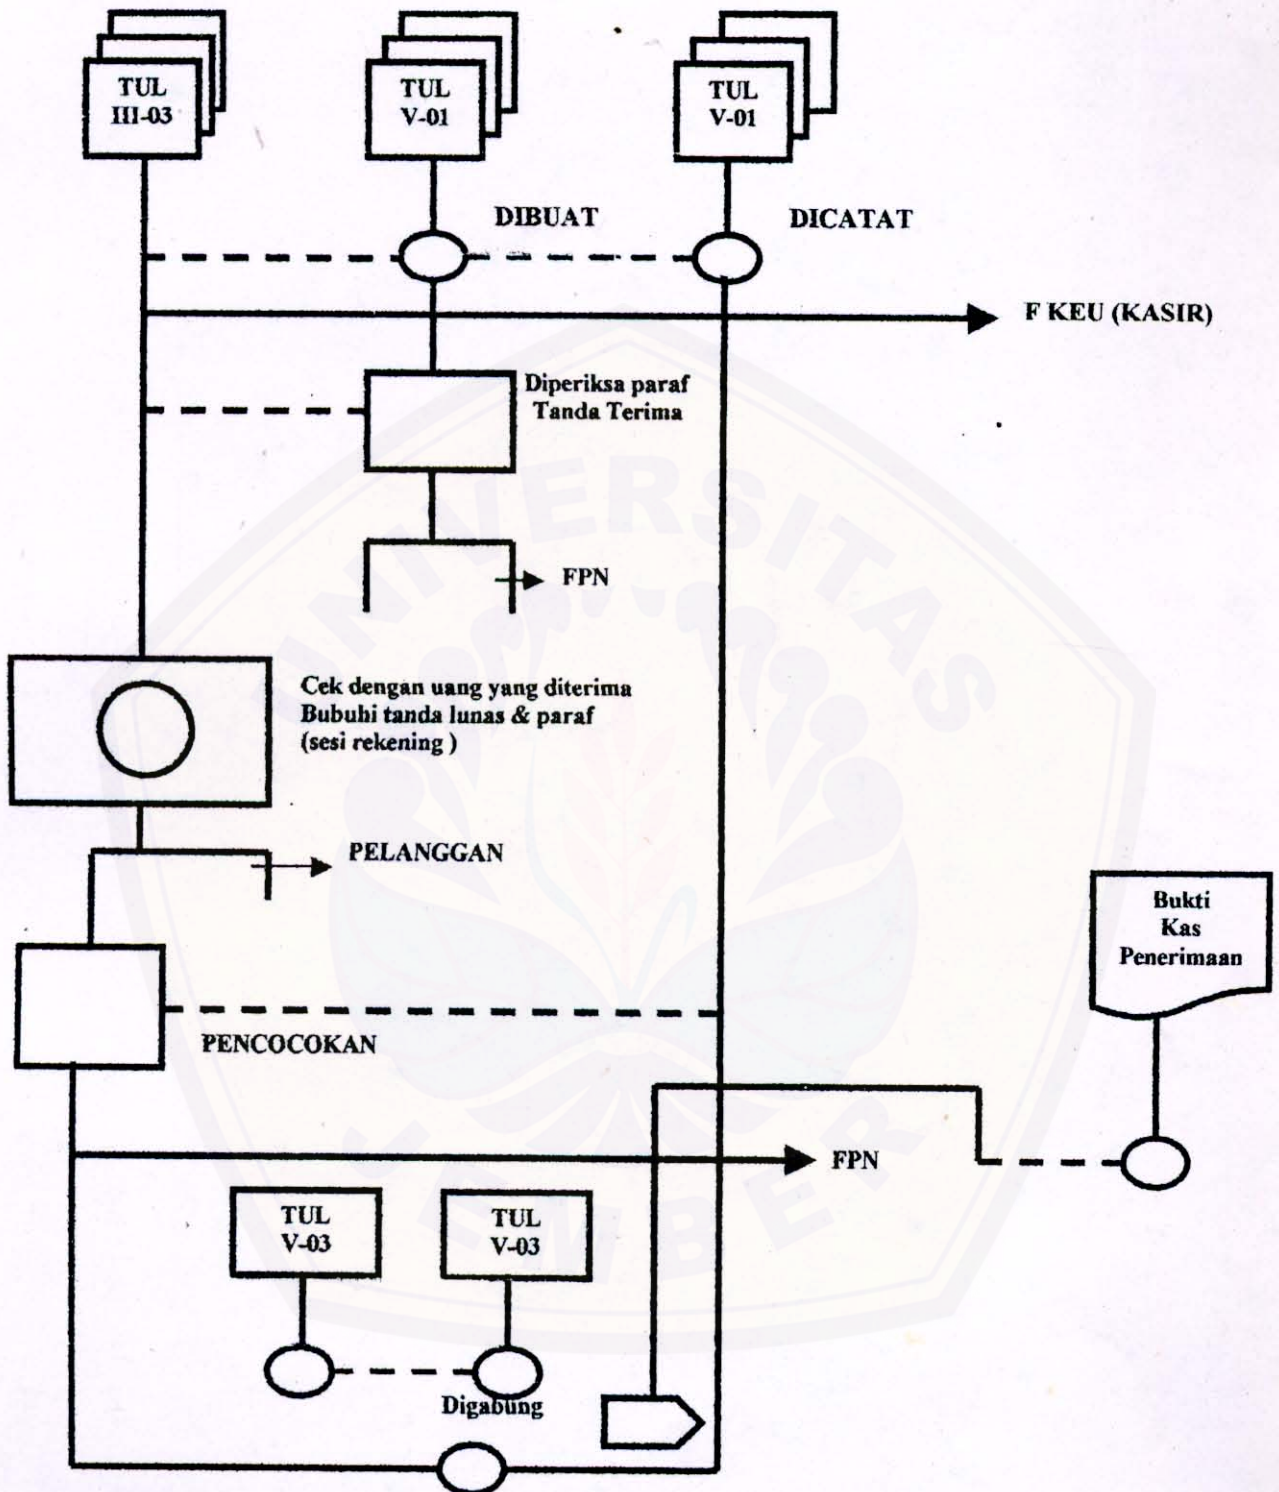 TUL
III-03
TUL
V-01
TUL
V-01
DIBUAT
DICATAT
F KEU (KASIR)
Diperiksa paraf
Tanda Terima
FPN
Cek dengan uang yang diterima
Bubuhi tanda lunas & paraf
(sesi rekening )
PELANGGAN
Bukti
Kas
Penerimaan
PENCOCOKAN
FPN
TUL
V-03
TUL
V-03
Digabung
UNIVERSITAS
JEMBER